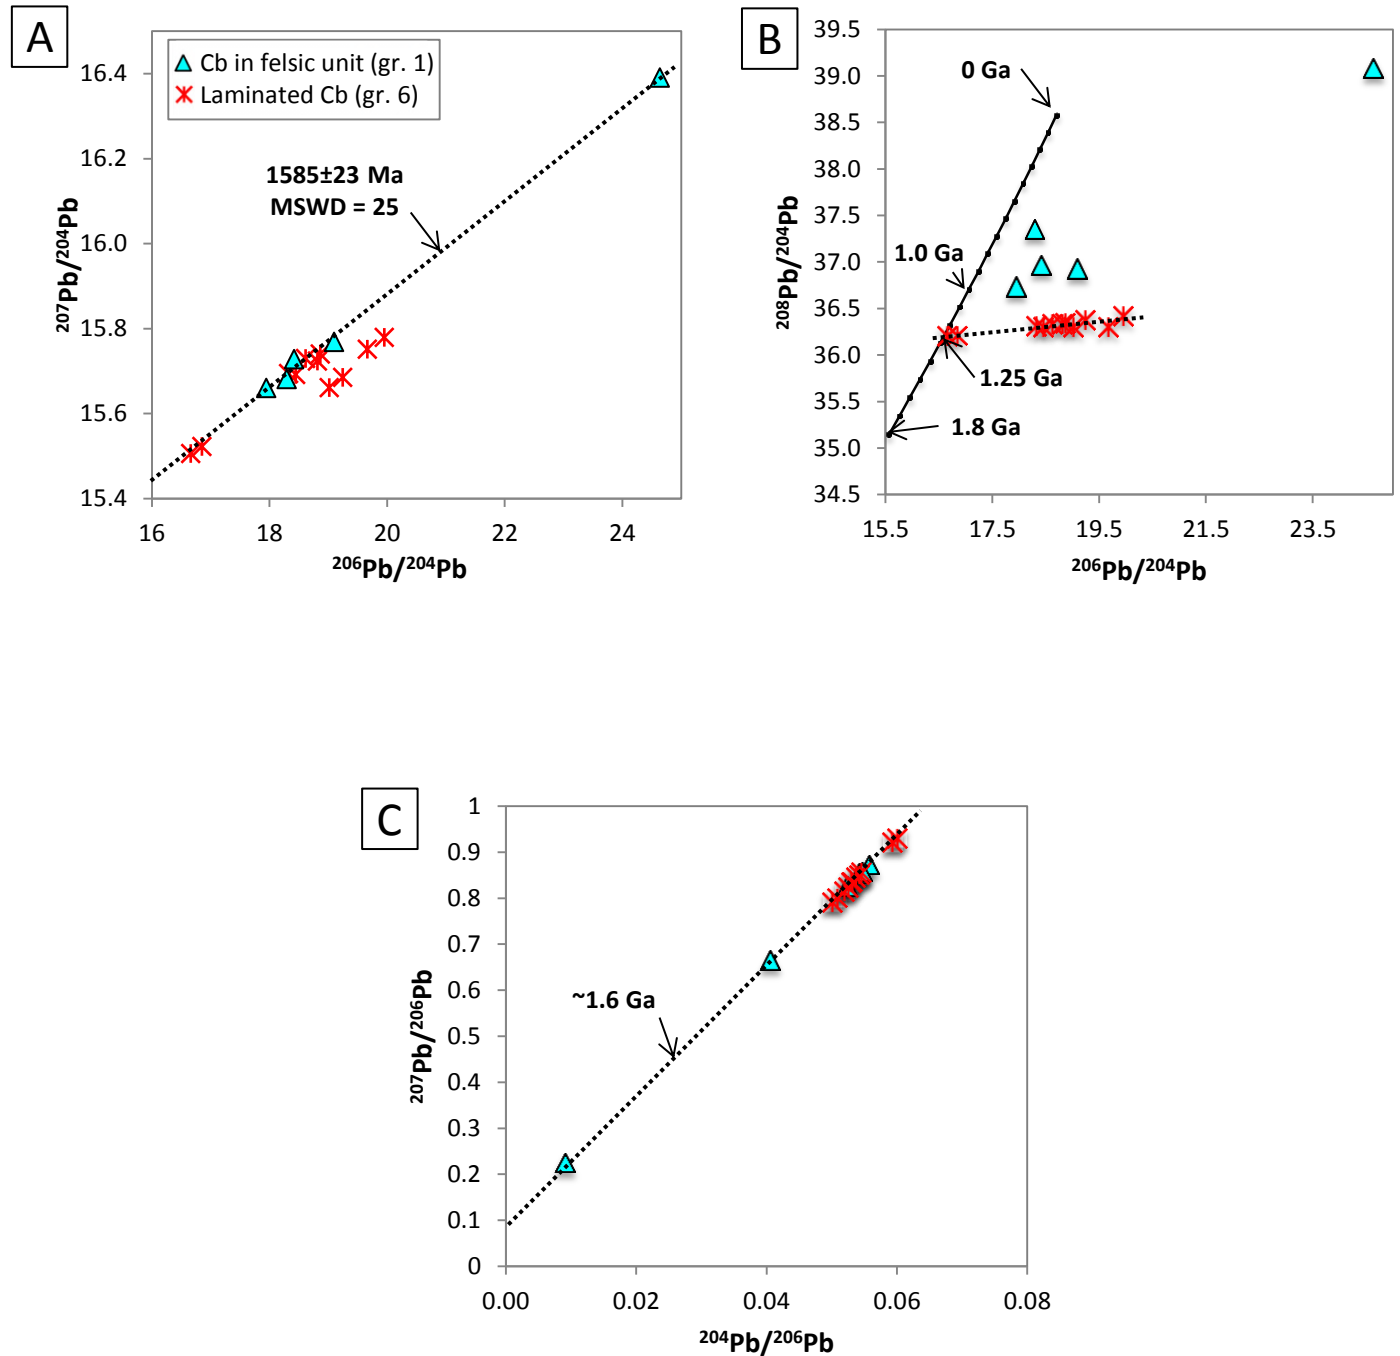 A
16.4
16.2
16.0
15.8
15.6
15.4
16
18
20
22
24
²⁰⁷Pb/²⁰⁴Pb
²⁰⁶Pb/²⁰⁴Pb
Cb in felsic unit (gr. 1)
Laminated Cb (gr. 6)
1585±23 Ma
MSWD = 25
B
39.5
39.0
38.5
38.0
37.5
37.0
36.5
36.0
35.5
35.0
34.5
15.5
17.5
19.5
21.5
23.5
²⁰⁸Pb/²⁰⁴Pb
²⁰⁶Pb/²⁰⁴Pb
0 Ga
1.0 Ga
1.25 Ga
1.8 Ga
C
1
0.9
0.8
0.7
0.6
0.5
0.4
0.3
0.2
0.1
0
0.00
0.02
0.04
0.06
0.08
²⁰⁷Pb/²⁰⁶Pb
²⁰⁴Pb/²⁰⁶Pb
~1.6 Ga